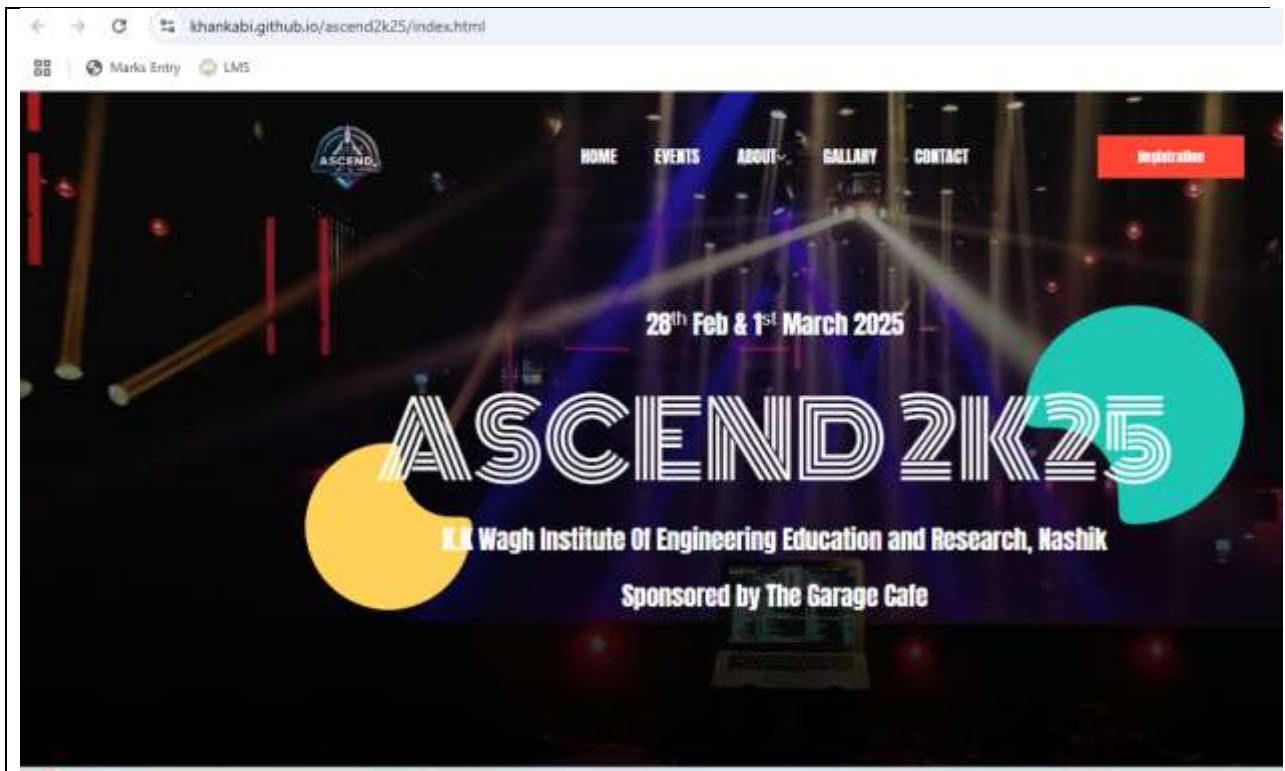 khankabi.github.io/ascend2k25/index.html
Marks Entry LMS
ASCEND
HOME EVENTS ABOUT GALLARY CONTACT Registration
28th Feb & 1st March 2025
ASCEND 2K25
K.K Wagh Institute Of Engineering Education and Research, Nashik
Sponsored by The Garage Cafe